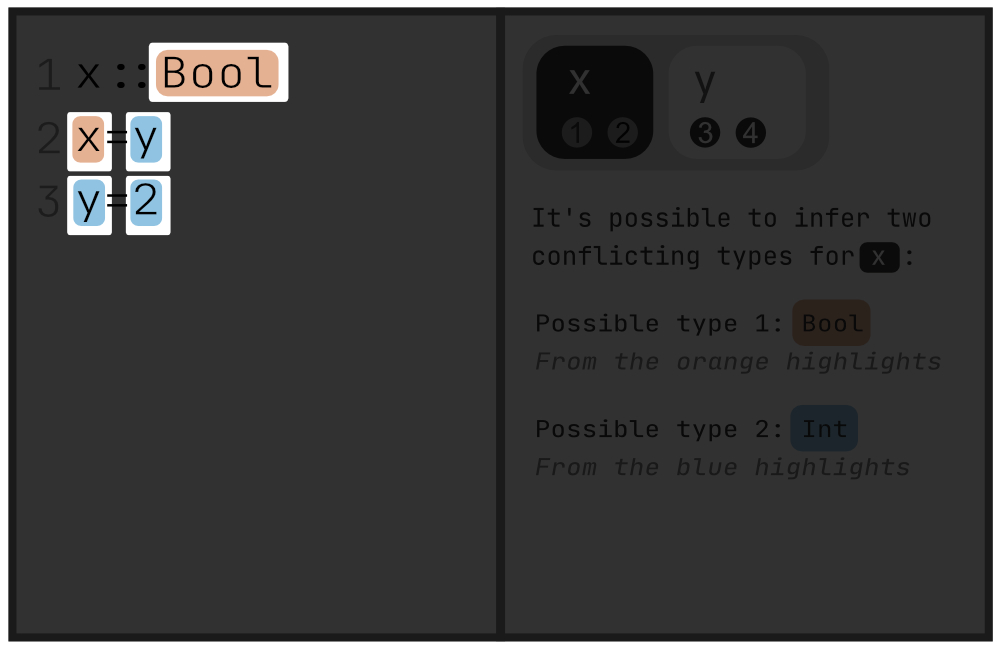 1 x::Bool
2 x=y
3 y=2
x y
1 2 3 4
It's possible to infer two
conflicting types for x :
Possible type 1: Bool
From the orange highlights
Possible type 2: Int
From the blue highlights